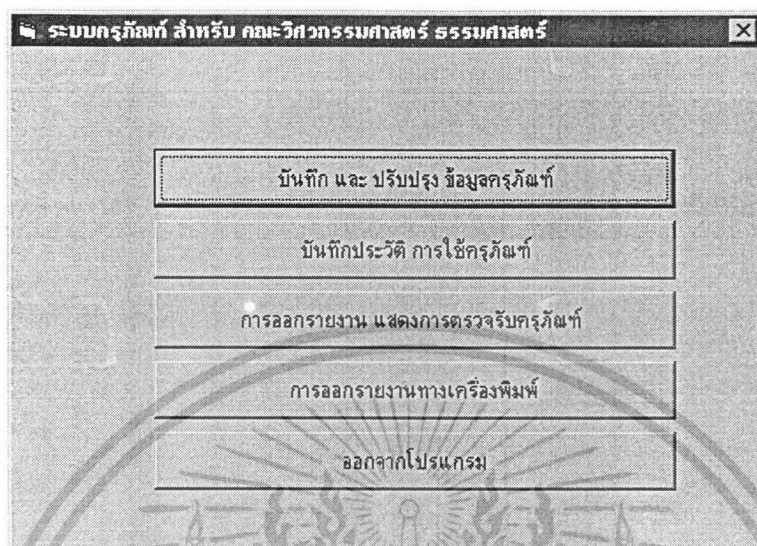 ระบบครุภัณฑ์ สำหรับ คณะวิศวกรรมศาสตร์ ธรรมศาสตร์
บันทึก และ ปรับปรุง ข้อมูลครุภัณฑ์
บันทึกประวัติ การใช้ครุภัณฑ์
การออกรายงาน แสดงการตรวจรับครุภัณฑ์
การออกรายงานทางเครื่องพิมพ์
ออกจากโปรแกรม